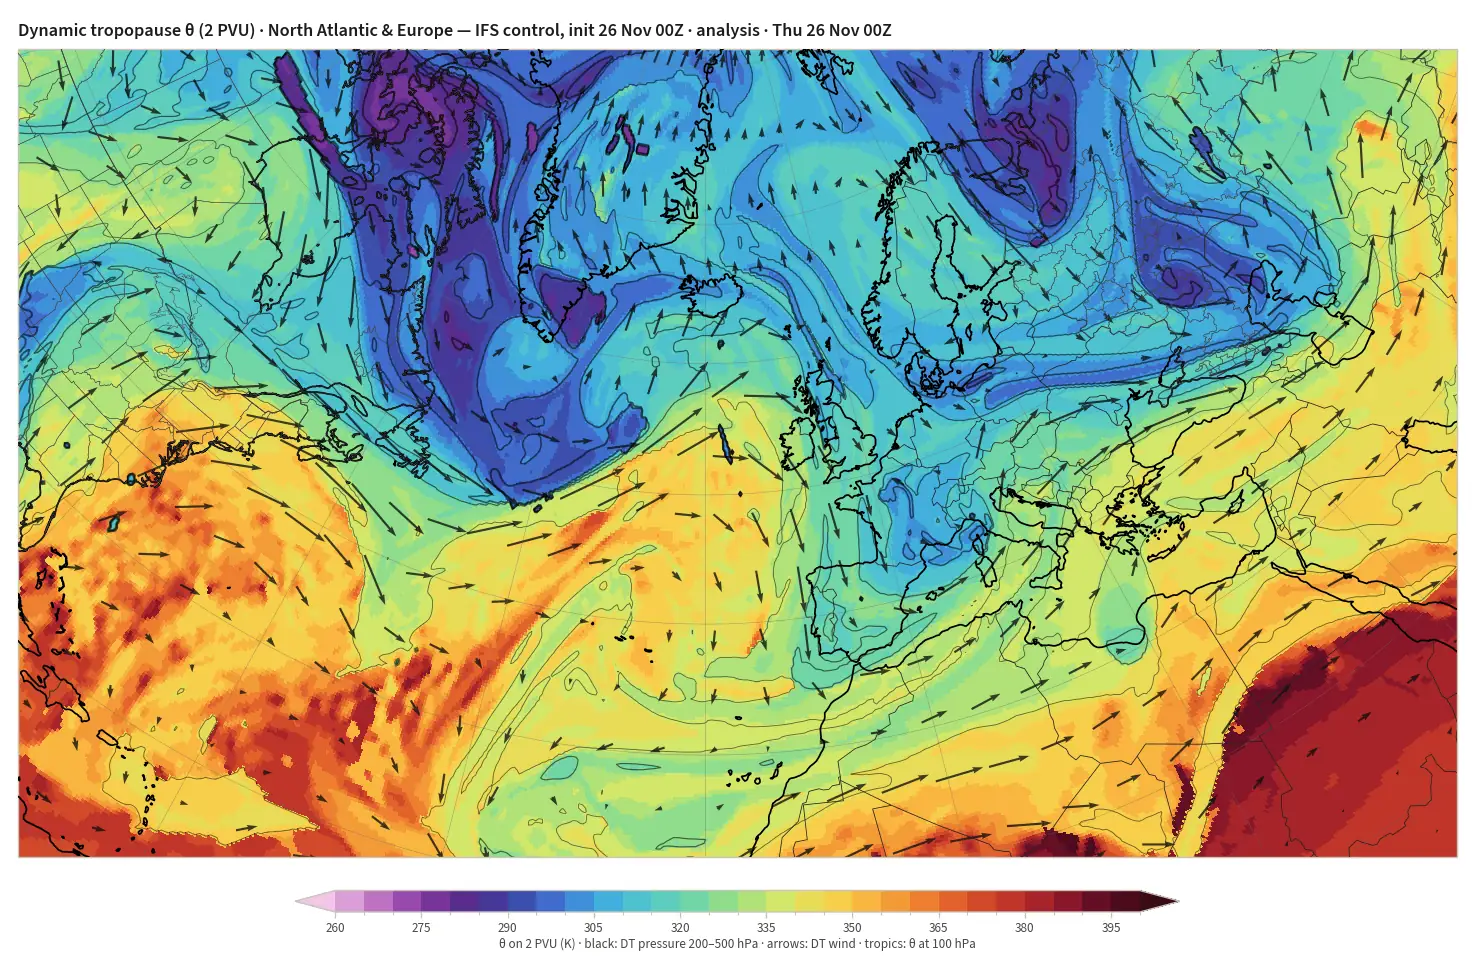 Dynamic tropopause θ (2 PVU) · North Atlantic & Europe — IFS control, init 26 Nov 00Z · analysis · Thu 26 Nov 00Z
260 275 290 305 320 335 350 365 380 395
θ on 2 PVU (K) · black: DT pressure 200–500 hPa · arrows: DT wind · tropics: θ at 100 hPa